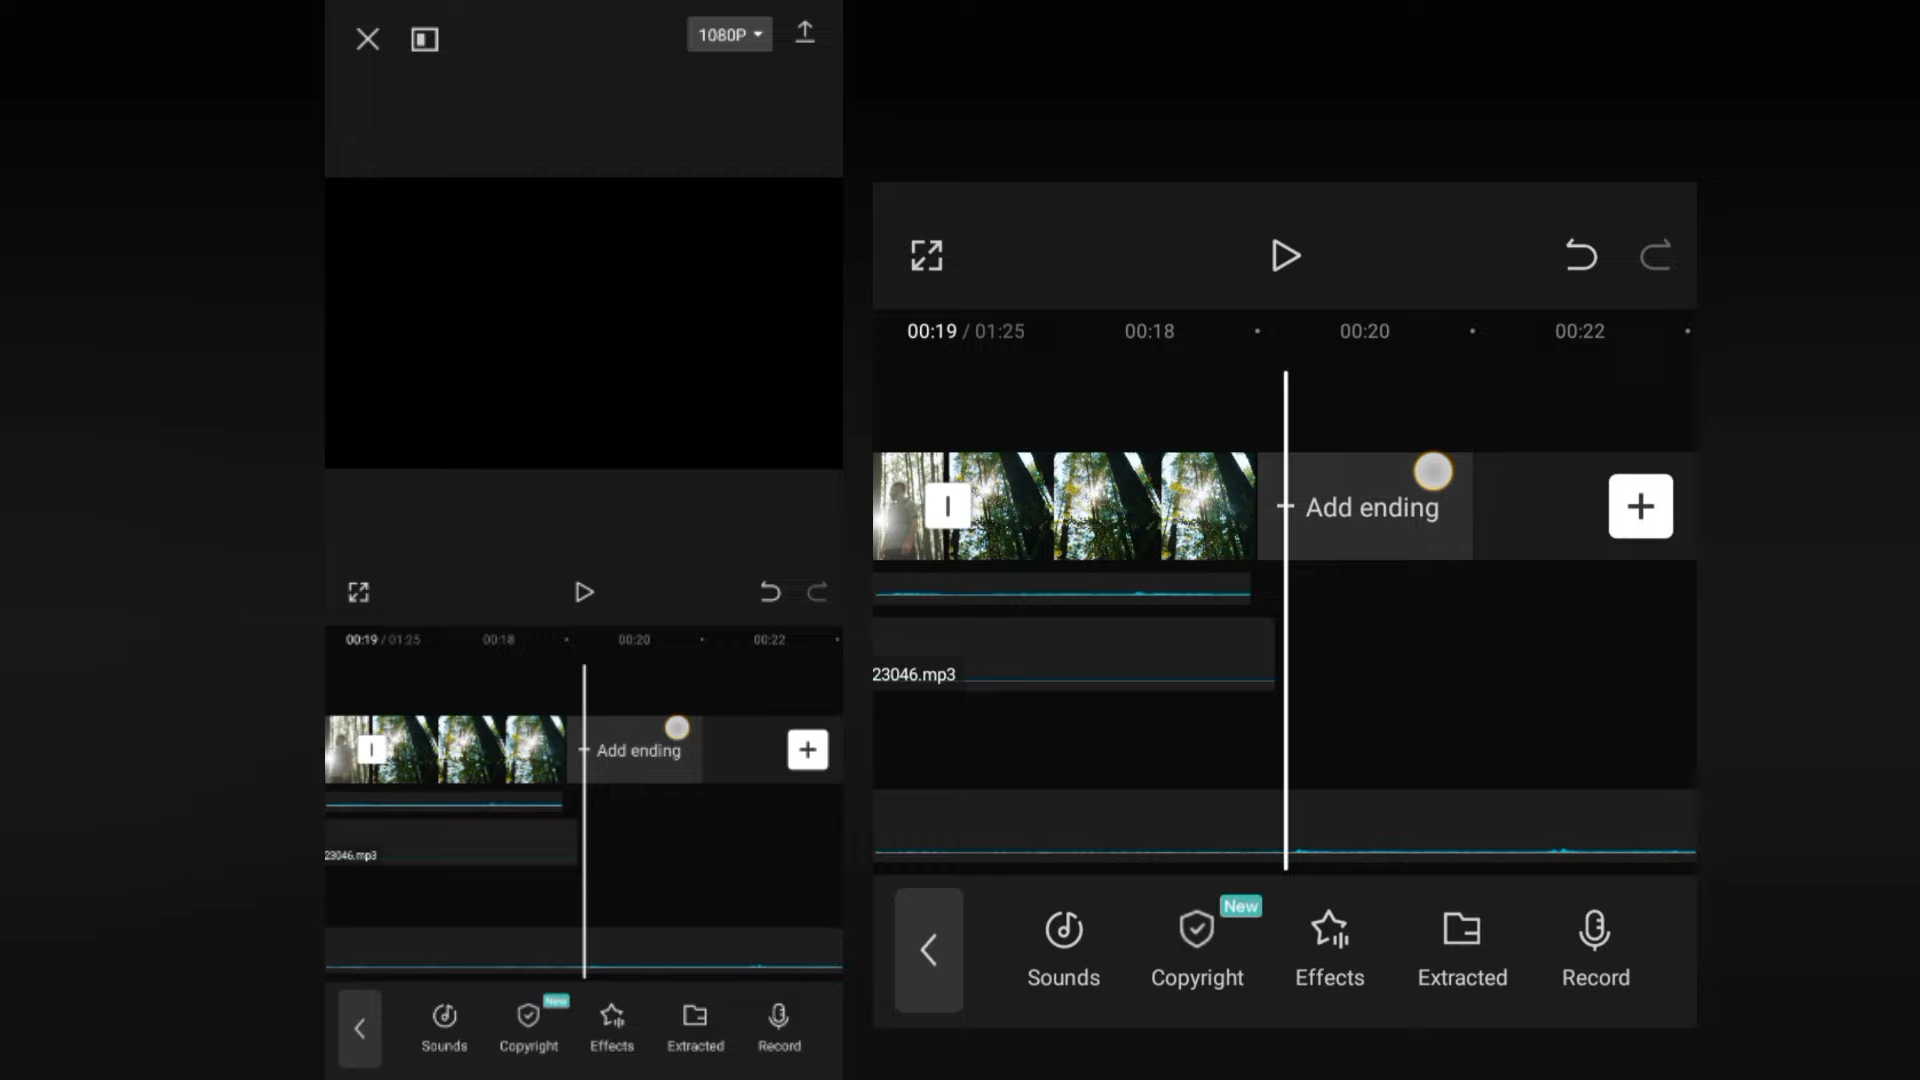 1080P
00:19 / 01:25 00:18 00:20 00:22
Add ending
23046.mp3
New
Sounds Copyright Effects Extracted Record
00:19 / 01:25 00:18 00:20 00:22
Add ending
23046.mp3
New
Sounds Copyright Effects Extracted Record